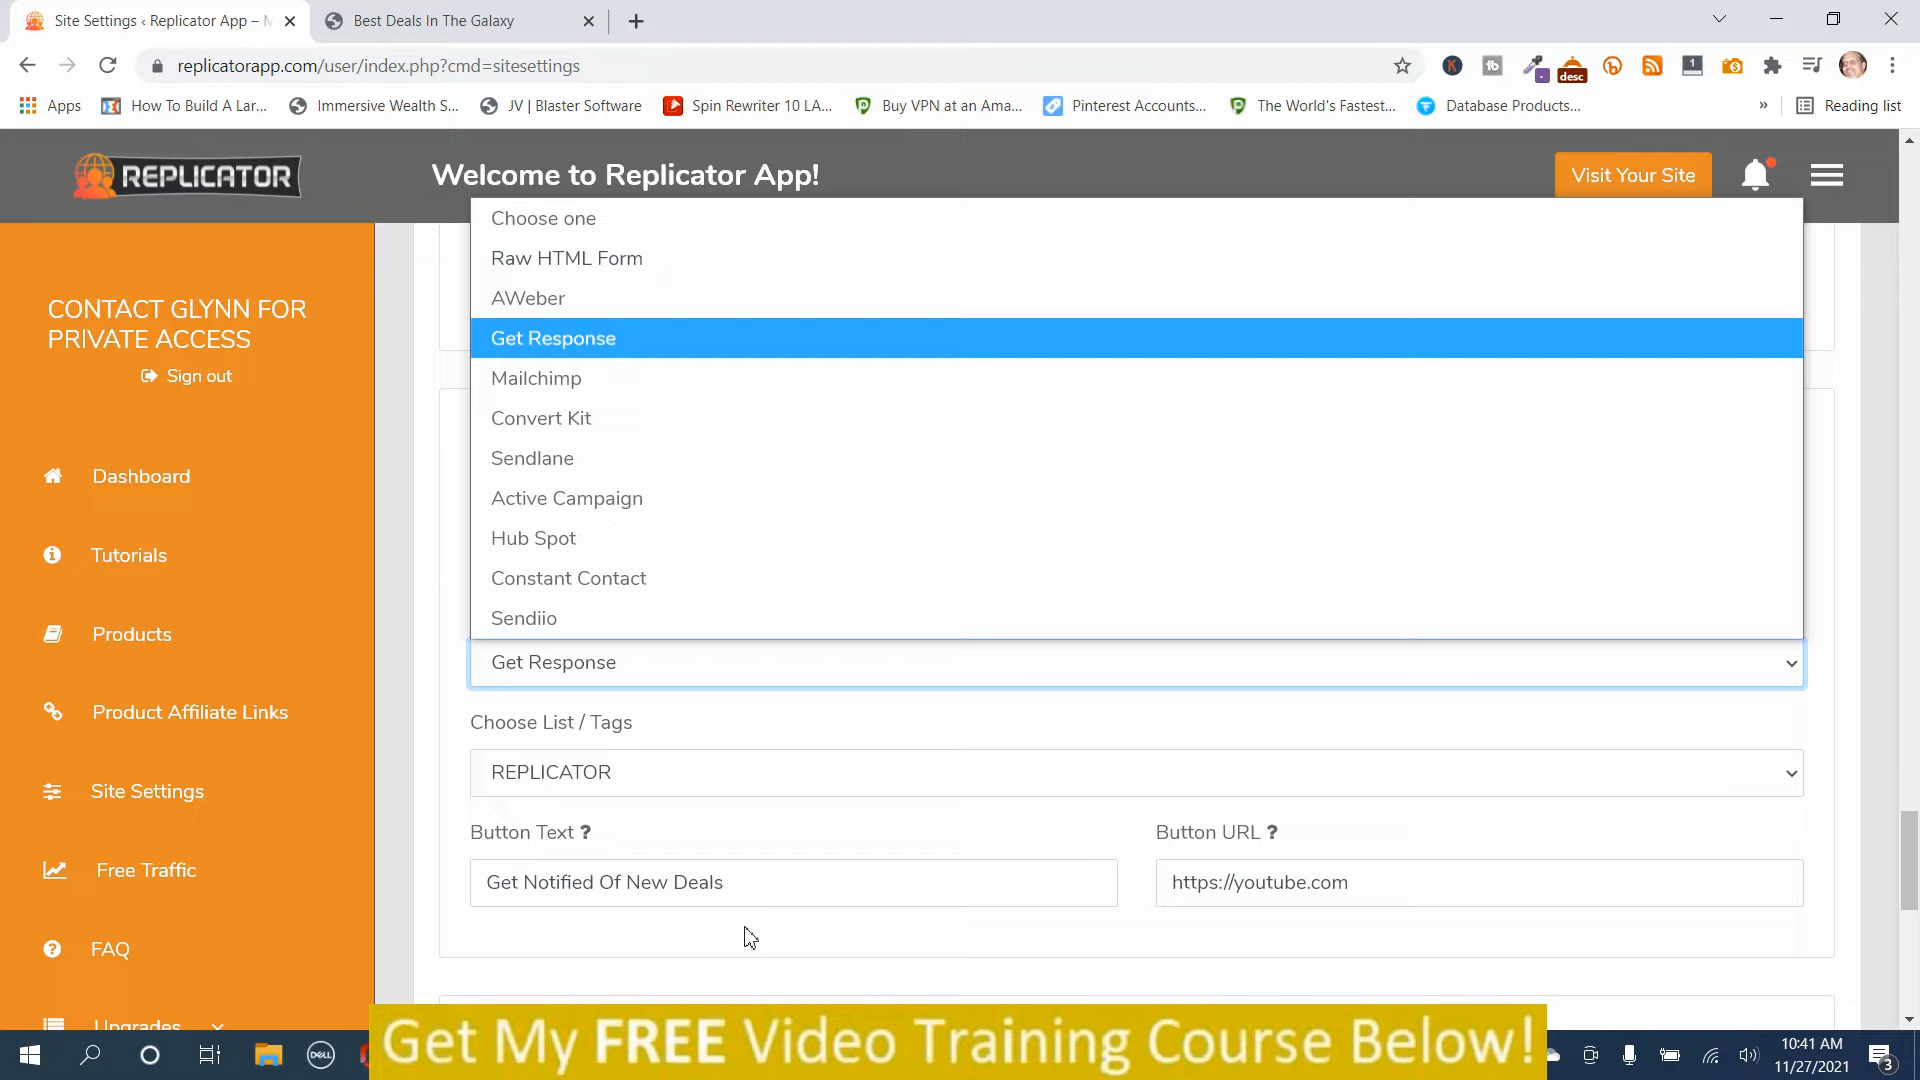 Site Settings ‹ Replicator App – M
Best Deals In The Galaxy
replicatorapp.com/user/index.php?cmd=sitesettings
desc
1
Apps
How To Build A Lar...
Immersive Wealth S...
JV | Blaster Software
Spin Rewriter 10 LA...
Buy VPN at an Ama...
Pinterest Accounts...
The World's Fastest...
Database Products...
»
Reading list
REPLICATOR
Welcome to Replicator App!
Visit Your Site
CONTACT GLYNN FOR
PRIVATE ACCESS
Sign out
Dashboard
Tutorials
Products
Product Affiliate Links
Site Settings
Free Traffic
FAQ
Upgrades
Choose one
Raw HTML Form
AWeber
Get Response
Mailchimp
Convert Kit
Sendlane
Active Campaign
Hub Spot
Constant Contact
Sendiio
Get Response
Choose List / Tags
REPLICATOR
Button Text ?
Button URL ?
Get Notified Of New Deals
https://youtube.com
Get My FREE Video Training Course Below!
DELL
10:41 AM
11/27/2021
3